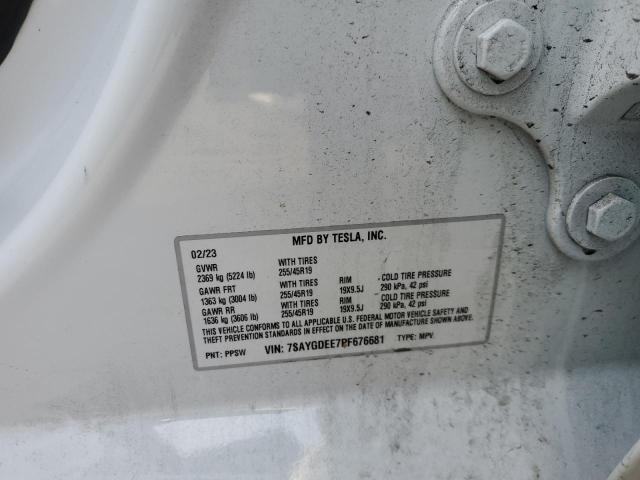 MFD BY TESLA, INC.
02/23
GVWR WITH TIRES
2369 kg (5224 lb) 255/45R19
GAWR FRT WITH TIRES RIM - COLD TIRE PRESSURE
1363 kg (3004 lb) 255/45R19 19X9.5J 290 kPa, 42 psi
GAWR RR WITH TIRES RIM - COLD TIRE PRESSURE
1636 kg (3606 lb) 255/45R19 19X9.5J 290 kPa, 42 psi
THIS VEHICLE CONFORMS TO ALL APPLICABLE U.S. FEDERAL MOTOR VEHICLE SAFETY AND
THEFT PREVENTION STANDARDS IN EFFECT ON THE DATE OF MANUFACTURE SHOWN ABOVE.
PNT: PPSW VIN: 7SAYGDEE7PF676681 TYPE: MPV